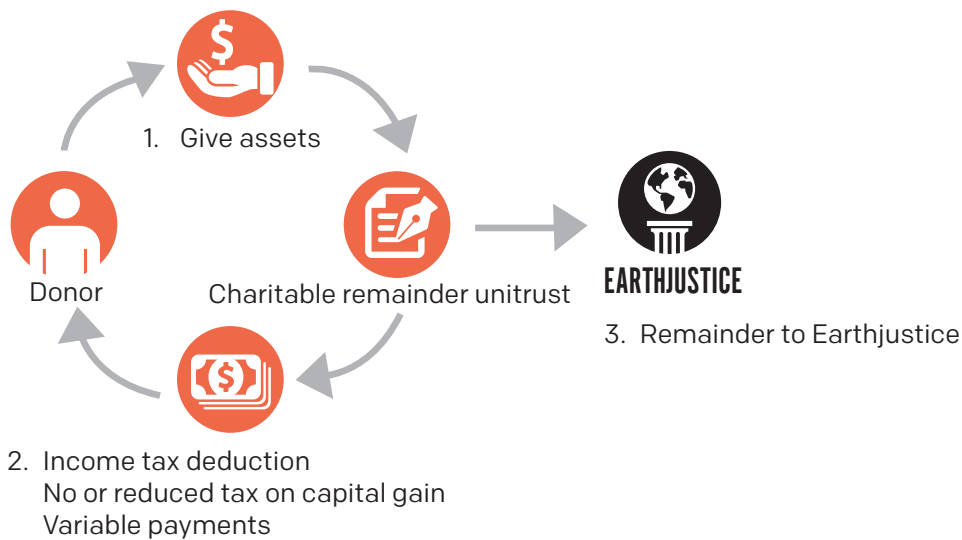 1. Give assets
Donor
Charitable remainder unitrust
EARTHJUSTICE
3. Remainder to Earthjustice
2. Income tax deduction
No or reduced tax on capital gain
Variable payments